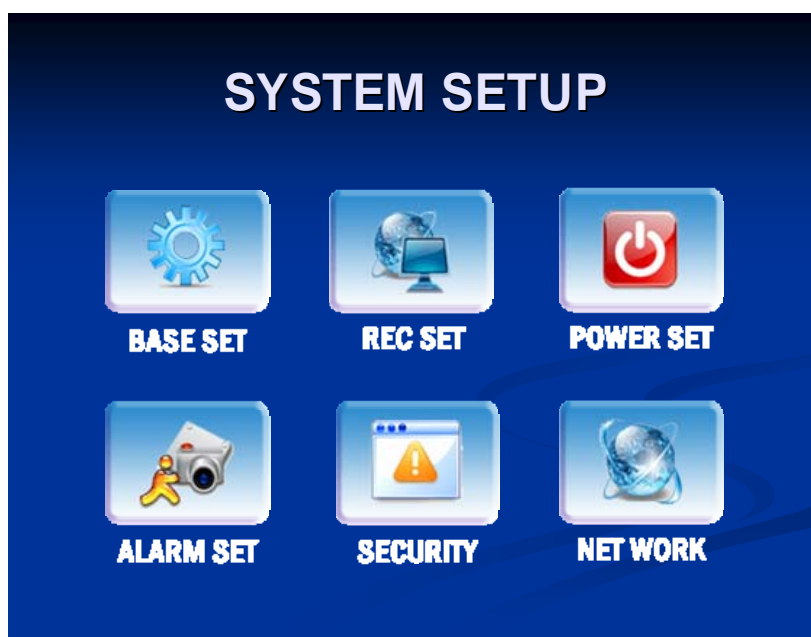 SYSTEM SETUP
BASE SET
REC SET
POWER SET
ALARM SET
SECURITY
NET WORK